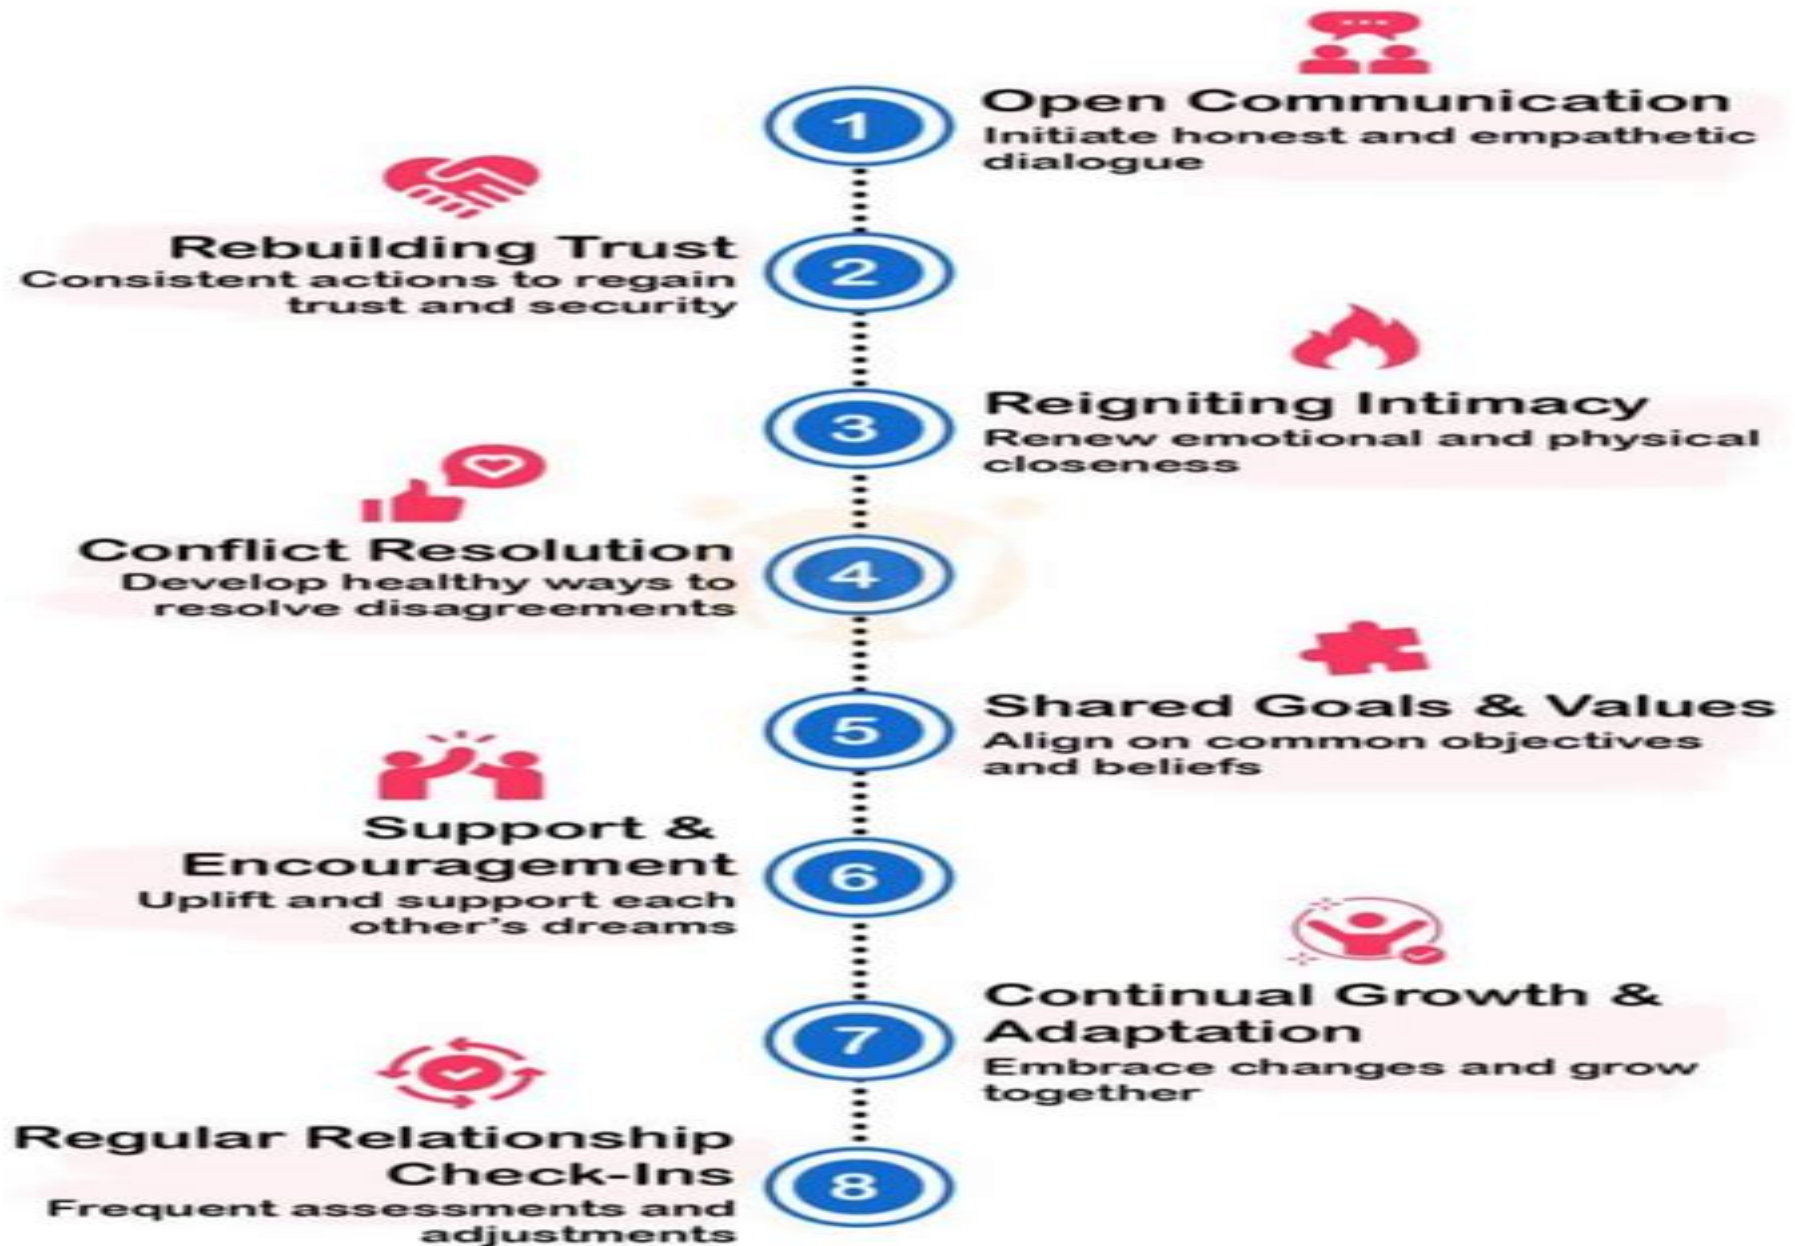 1
Open Communication
Initiate honest and empathetic
dialogue
Rebuilding Trust
Consistent actions to regain
trust and security
2
3
Reigniting Intimacy
Renew emotional and physical
closeness
Conflict Resolution
Develop healthy ways to
resolve disagreements
4
5
Shared Goals & Values
Align on common objectives
and beliefs
Support &
Encouragement
Uplift and support each
other's dreams
6
7
Continual Growth &
Adaptation
Embrace changes and grow
together
Regular Relationship
Check-Ins
Frequent assessments and
adjustments
8